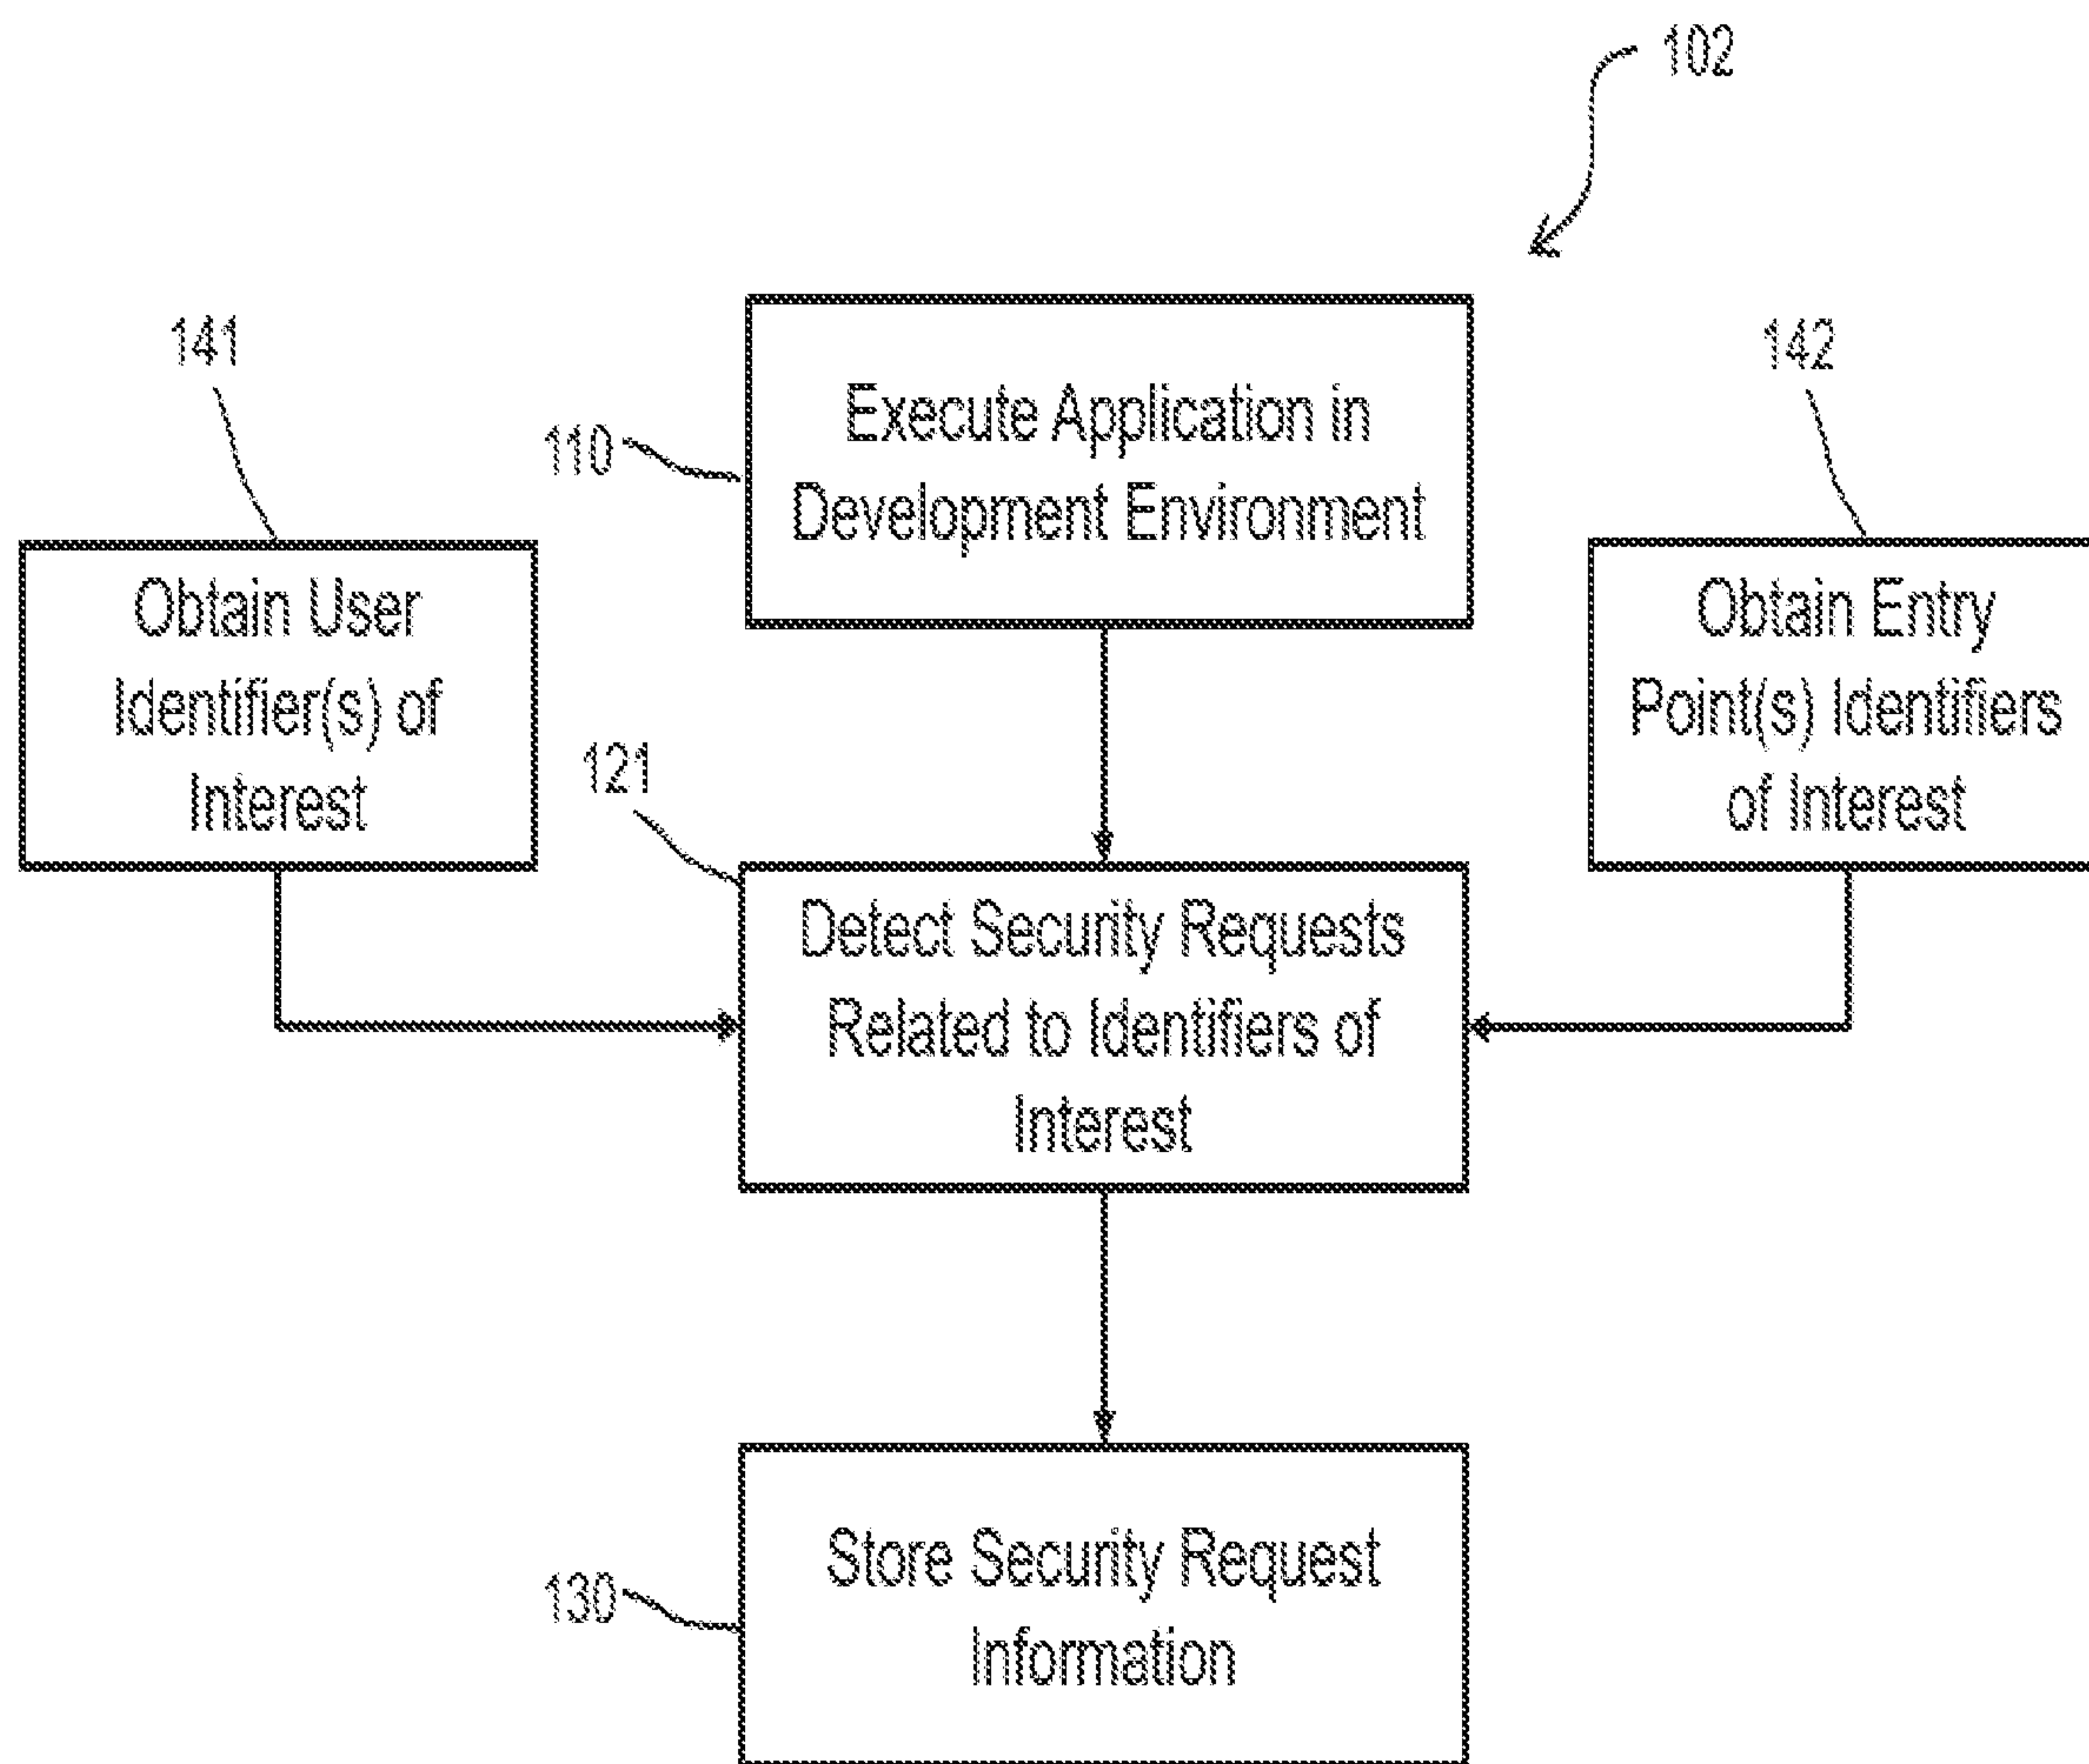 102
141
110
Execute Application in
Development Environment
142
Obtain User
Identifier(s) of
Interest
Obtain Entry
Point(s) Identifiers
of Interest
121
Detect Security Requests
Related to Identifiers of
Interest
130
Store Security Request
Information